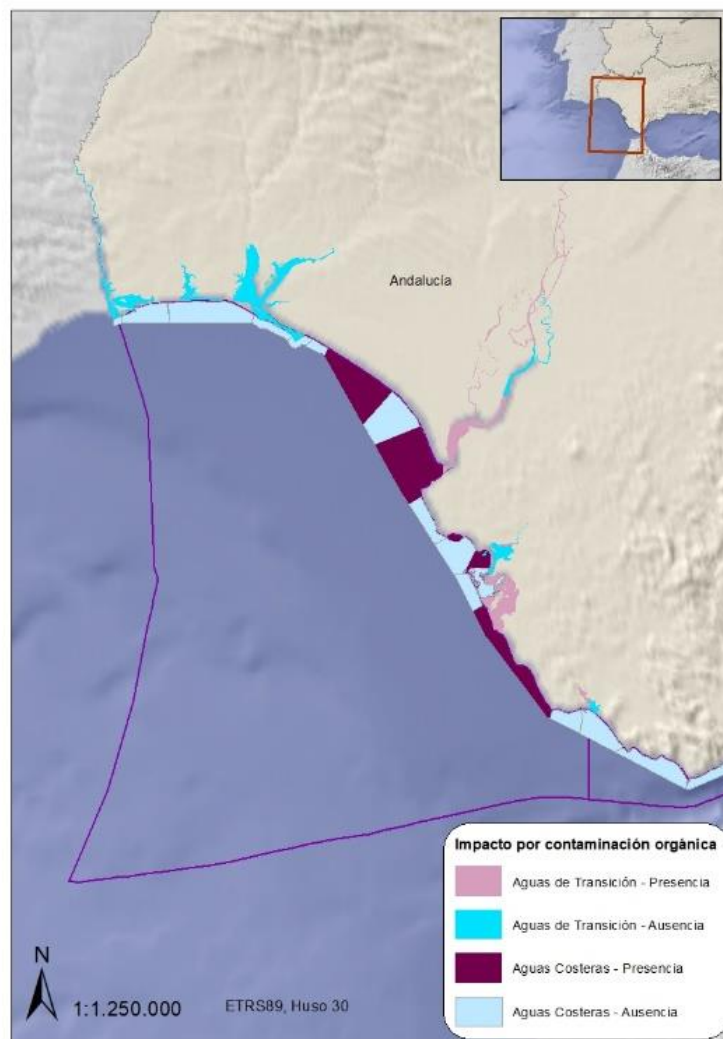 Andalucía
Impacto por contaminación orgánica
Aguas de Transición - Presencia
Aguas de Transición - Ausencia
Aguas Costeras - Presencia
Aguas Costeras - Ausencia
N
1:1.250.000
ETRS89, Huso 30